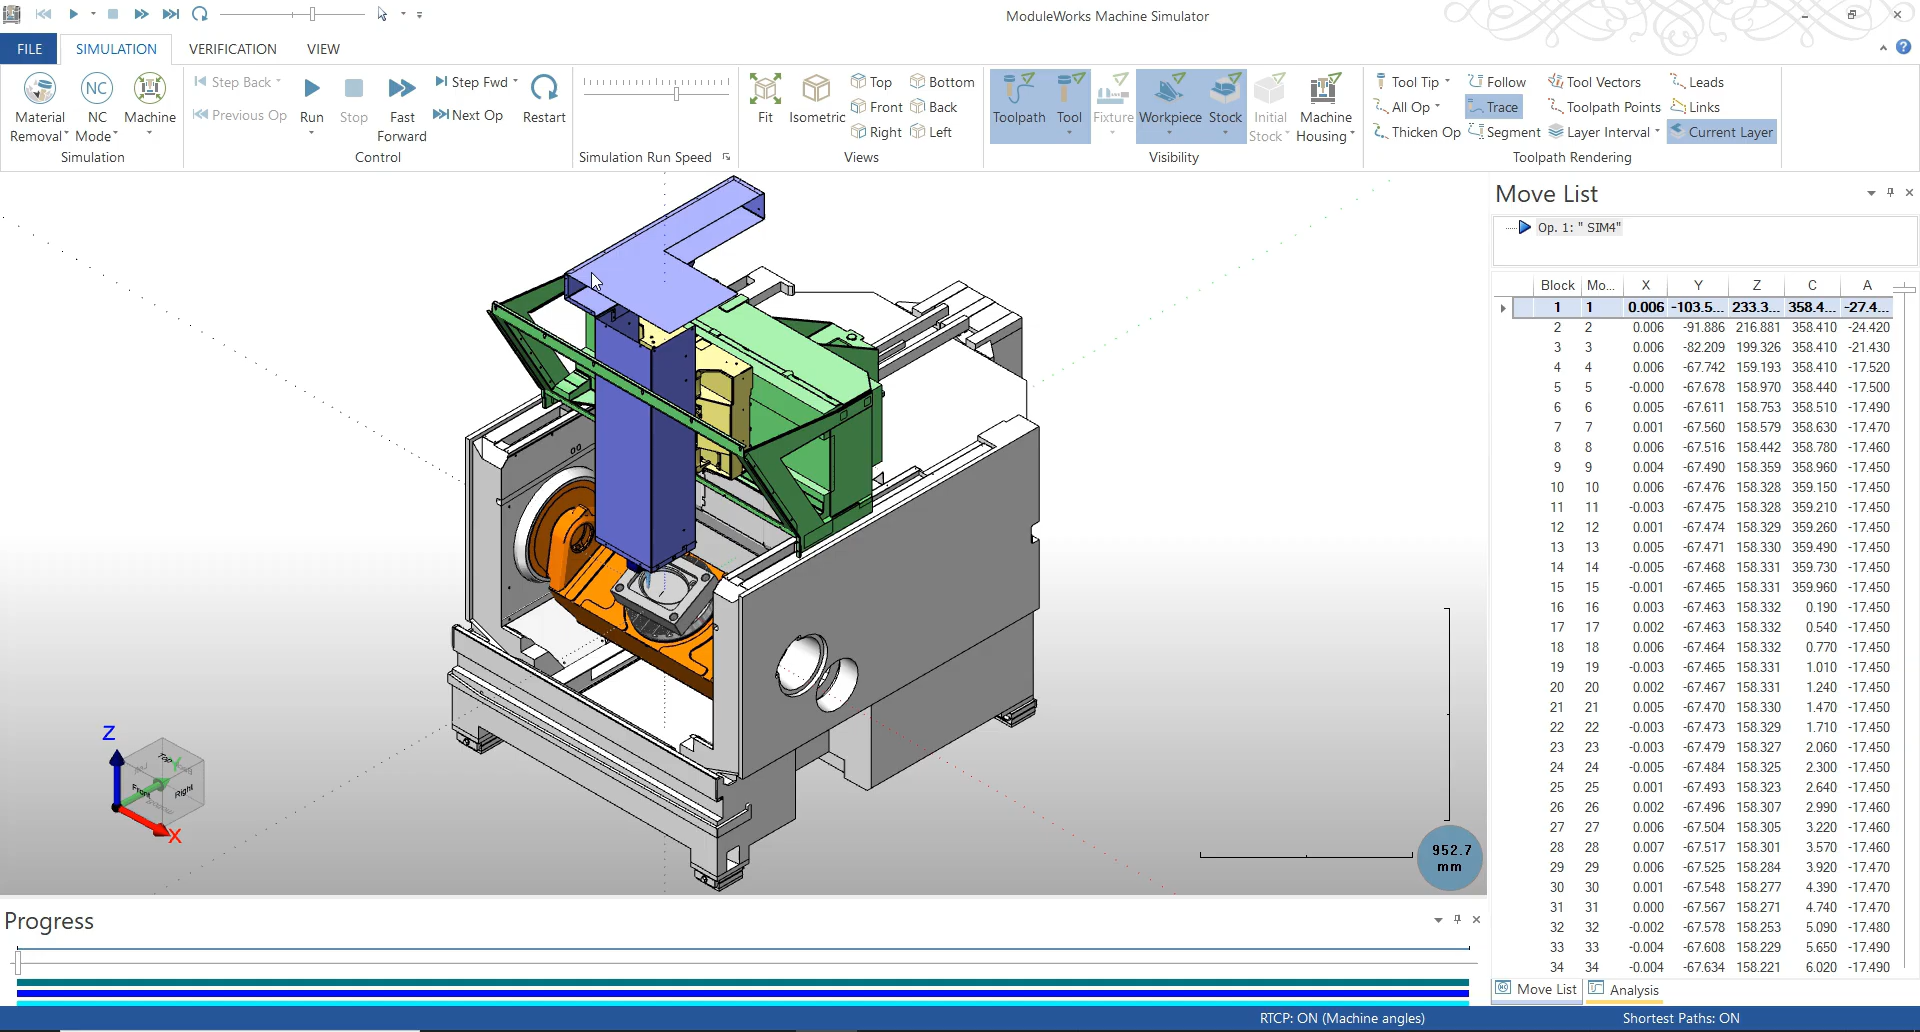 ModuleWorks Machine Simulator
FILE SIMULATION VERIFICATION VIEW
Material Removal NC NC Mode Machine
Simulation
Step Back Previous Op Run Stop Fast Forward Step Fwd Next Op Restart
Control
Simulation Run Speed
Fit Isometric Top Front Right Bottom Back Left
Views
Toolpath Tool Fixture Workpiece Stock Initial Stock Machine Housing
Visibility
Tool Tip Follow Tool Vectors Leads
All Op Trace Toolpath Points Links
Thicken Op Segment Layer Interval Current Layer
Toolpath Rendering
Move List
Op. 1: " SIM4"
Block Mo... X Y Z C A
1 1 0.006 -103.5... 233.3... 358.4... -27.4...
2 2 0.006 -91.886 216.881 358.410 -24.420
3 3 0.006 -82.209 199.326 358.410 -21.430
4 4 0.006 -67.742 159.193 358.410 -17.520
5 5 -0.000 -67.678 158.970 358.440 -17.500
6 6 0.005 -67.611 158.753 358.510 -17.490
7 7 0.001 -67.560 158.579 358.630 -17.470
8 8 0.006 -67.516 158.442 358.780 -17.460
9 9 0.004 -67.490 158.359 358.960 -17.450
10 10 0.006 -67.476 158.328 359.150 -17.450
11 11 -0.003 -67.475 158.328 359.210 -17.450
12 12 0.001 -67.474 158.329 359.260 -17.450
13 13 0.005 -67.471 158.330 359.490 -17.450
14 14 -0.005 -67.468 158.331 359.730 -17.450
15 15 -0.001 -67.465 158.331 359.960 -17.450
16 16 0.003 -67.463 158.332 0.190 -17.450
17 17 0.002 -67.463 158.332 0.540 -17.450
18 18 0.006 -67.464 158.332 0.770 -17.450
19 19 -0.003 -67.465 158.331 1.010 -17.450
20 20 0.002 -67.467 158.331 1.240 -17.450
21 21 0.005 -67.470 158.330 1.470 -17.450
22 22 -0.003 -67.473 158.329 1.710 -17.450
23 23 -0.003 -67.479 158.327 2.060 -17.450
24 24 -0.005 -67.484 158.325 2.300 -17.450
25 25 0.001 -67.493 158.323 2.640 -17.450
26 26 0.002 -67.496 158.307 2.990 -17.460
27 27 0.006 -67.504 158.305 3.220 -17.460
28 28 0.007 -67.517 158.301 3.570 -17.460
29 29 0.006 -67.525 158.284 3.920 -17.470
30 30 0.001 -67.548 158.277 4.390 -17.470
31 31 0.000 -67.567 158.271 4.740 -17.470
32 32 -0.002 -67.578 158.253 5.090 -17.480
33 33 -0.004 -67.608 158.229 5.650 -17.490
34 34 -0.004 -67.634 158.221 6.020 -17.490
Move List Analysis
Z
Top
Front Right
X
952.7
mm
Progress
RTCP: ON (Machine angles) Shortest Paths: ON